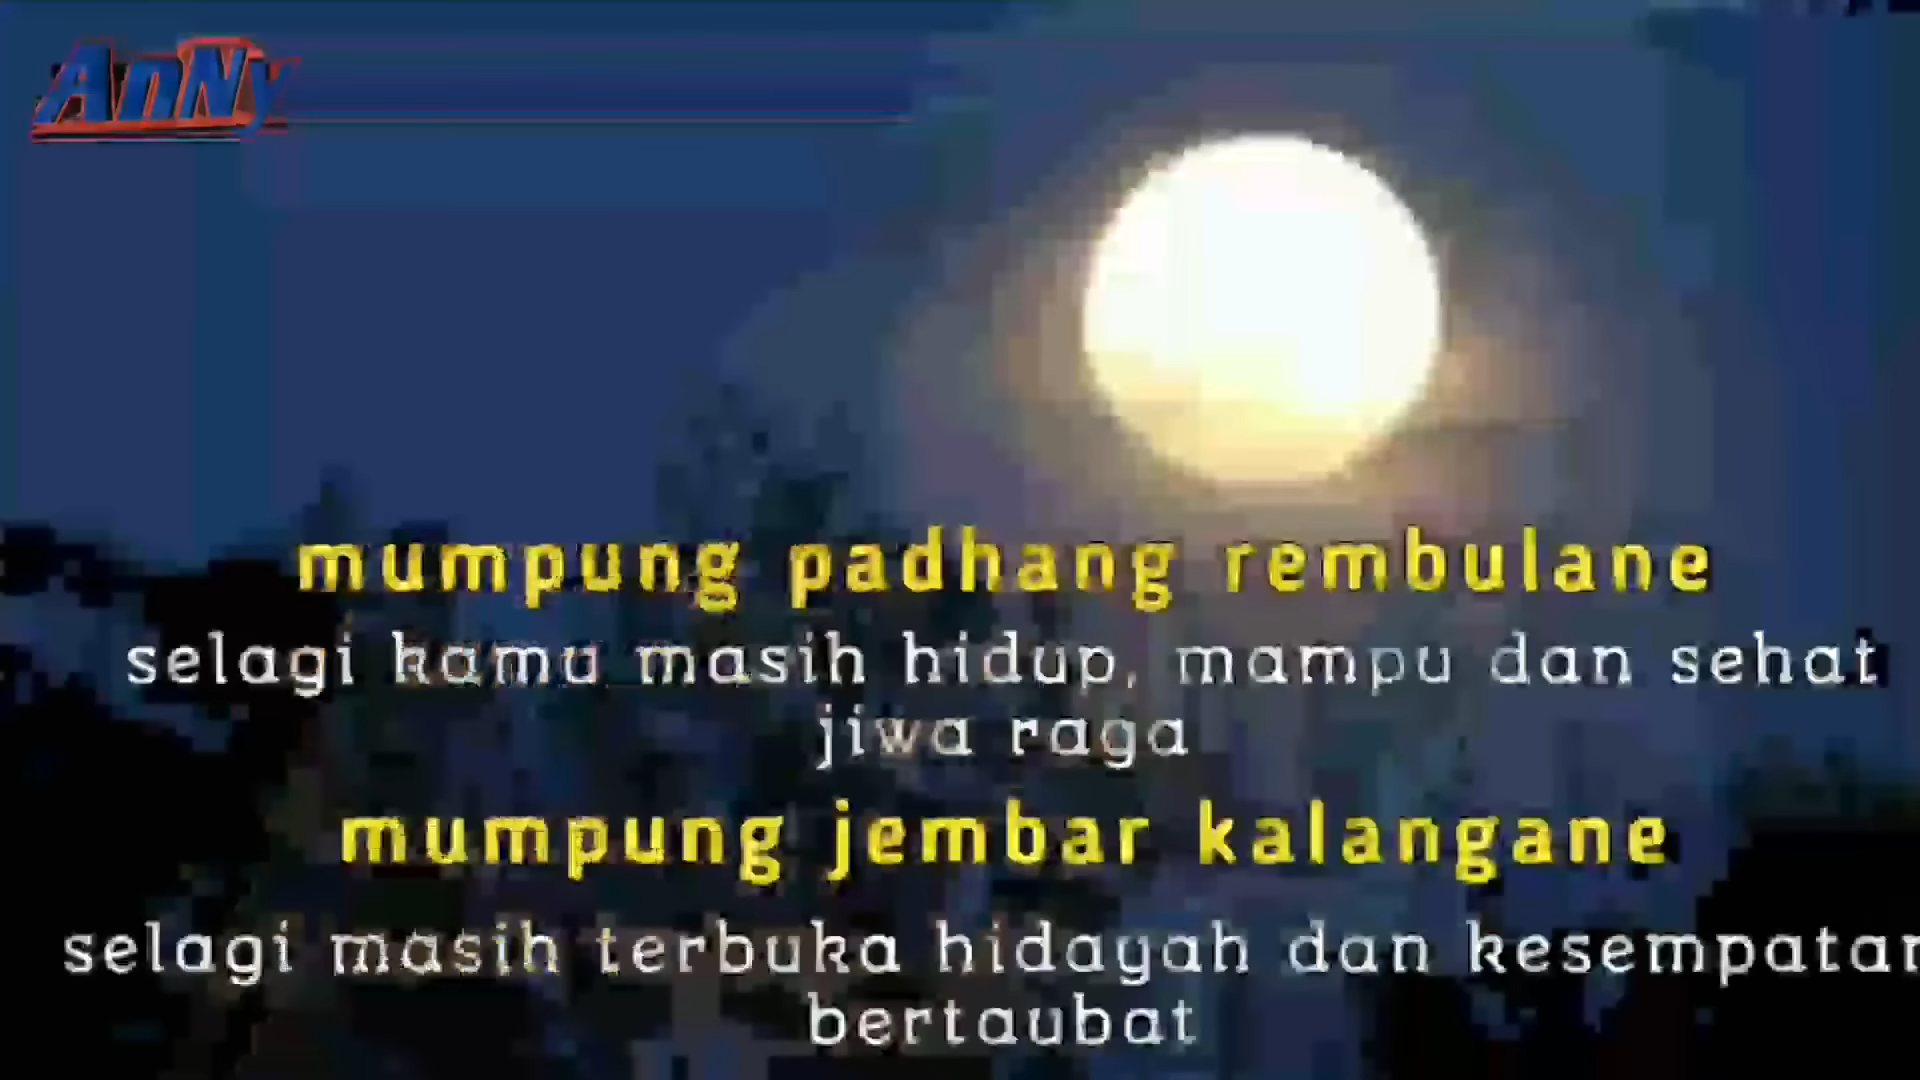 AnNy
mumpung padhang rembulane
selagi kamu masih hidup, mampu dan sehat
jiwa raga
mumpung jembar kalangane
selagi masih terbuka hidayah dan kesempatan
bertaubat